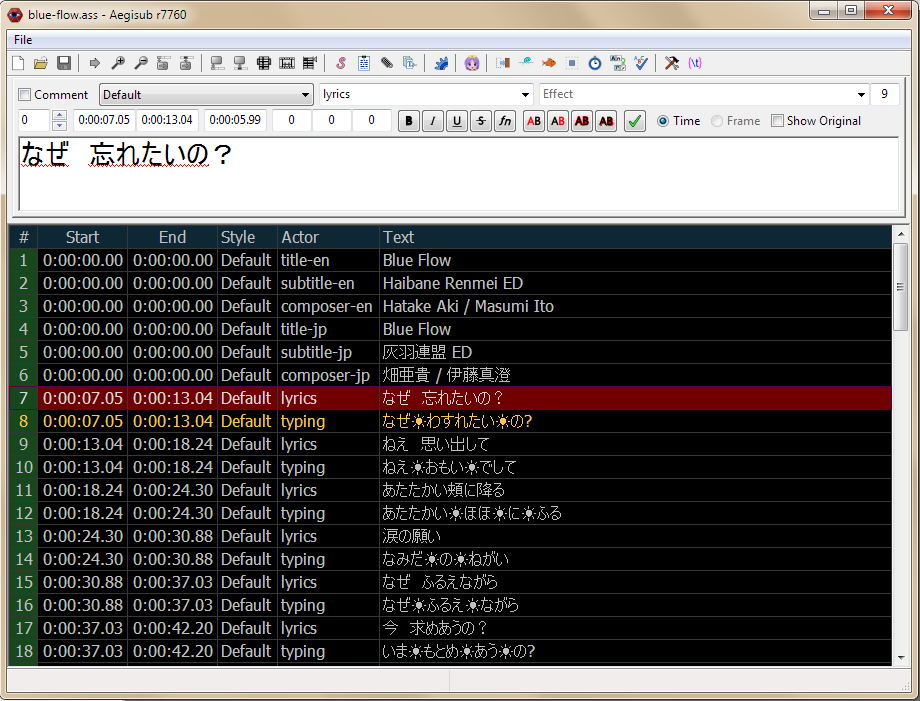 blue-flow.ass - Aegisub r7760
File
(\t)
Comment Default lyrics Effect 9
0 0:00:07.05 0:00:13.04 0:00:05.99 0 0 0 B I U S fn AB AB AB AB Time Frame Show Original
なぜ　忘れたいの？
# Start End Style Actor Text
1 0:00:00.00 0:00:00.00 Default title-en Blue Flow
2 0:00:00.00 0:00:00.00 Default subtitle-en Haibane Renmei ED
3 0:00:00.00 0:00:00.00 Default composer-en Hatake Aki / Masumi Ito
4 0:00:00.00 0:00:00.00 Default title-jp Blue Flow
5 0:00:00.00 0:00:00.00 Default subtitle-jp 灰羽連盟 ED
6 0:00:00.00 0:00:00.00 Default composer-jp 畑亜貴 / 伊藤真澄
7 0:00:07.05 0:00:13.04 Default lyrics なぜ　忘れたいの？
8 0:00:07.05 0:00:13.04 Default typing なぜ☀わすれたい☀の?
9 0:00:13.04 0:00:18.24 Default lyrics ねえ　思い出して
10 0:00:13.04 0:00:18.24 Default typing ねえ☀おもい☀でして
11 0:00:18.24 0:00:24.30 Default lyrics あたたかい頬に降る
12 0:00:18.24 0:00:24.30 Default typing あたたかい☀ほほ☀に☀ふる
13 0:00:24.30 0:00:30.88 Default lyrics 涙の願い
14 0:00:24.30 0:00:30.88 Default typing なみだ☀の☀ねがい
15 0:00:30.88 0:00:37.03 Default lyrics なぜ　ふるえながら
16 0:00:30.88 0:00:37.03 Default typing なぜ☀ふるえ☀ながら
17 0:00:37.03 0:00:42.20 Default lyrics 今　求めあうの？
18 0:00:37.03 0:00:42.20 Default typing いま☀もとめ☀あう☀の?